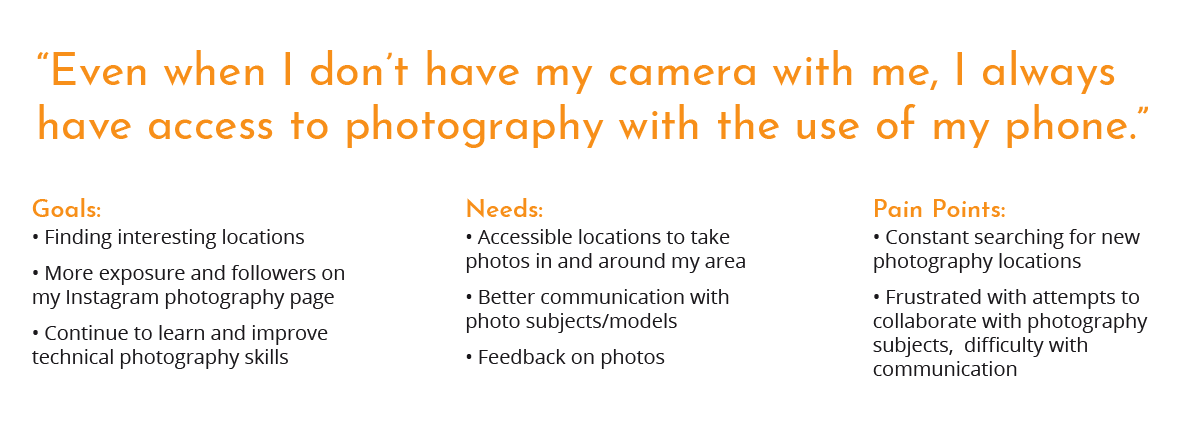 “Even when I don’t have my camera with me, I always
have access to photography with the use of my phone.”
Goals:
• Finding interesting locations
• More exposure and followers on
my Instagram photography page
• Continue to learn and improve
technical photography skills
Needs:
• Accessible locations to take
photos in and around my area
• Better communication with
photo subjects/models
• Feedback on photos
Pain Points:
• Constant searching for new
photography locations
• Frustrated with attempts to
collaborate with photography
subjects,  difficulty with
communication